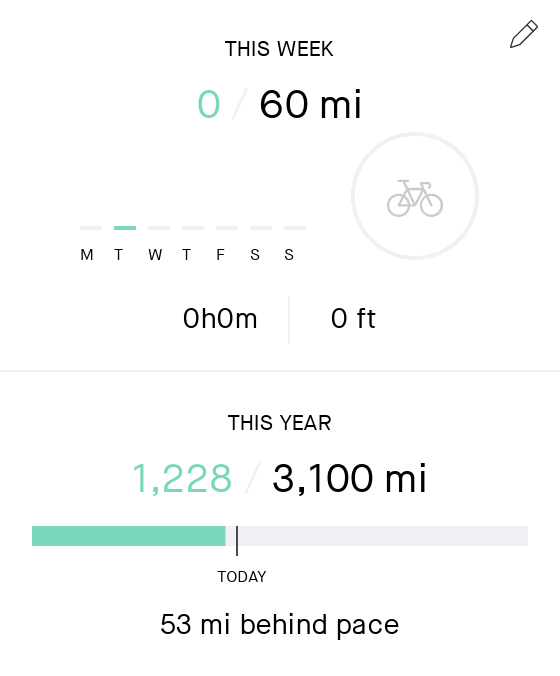 THIS WEEK
0 / 60 mi
M T W T F S S
0h0m 0 ft
THIS YEAR
1,228 / 3,100 mi
TODAY
53 mi behind pace